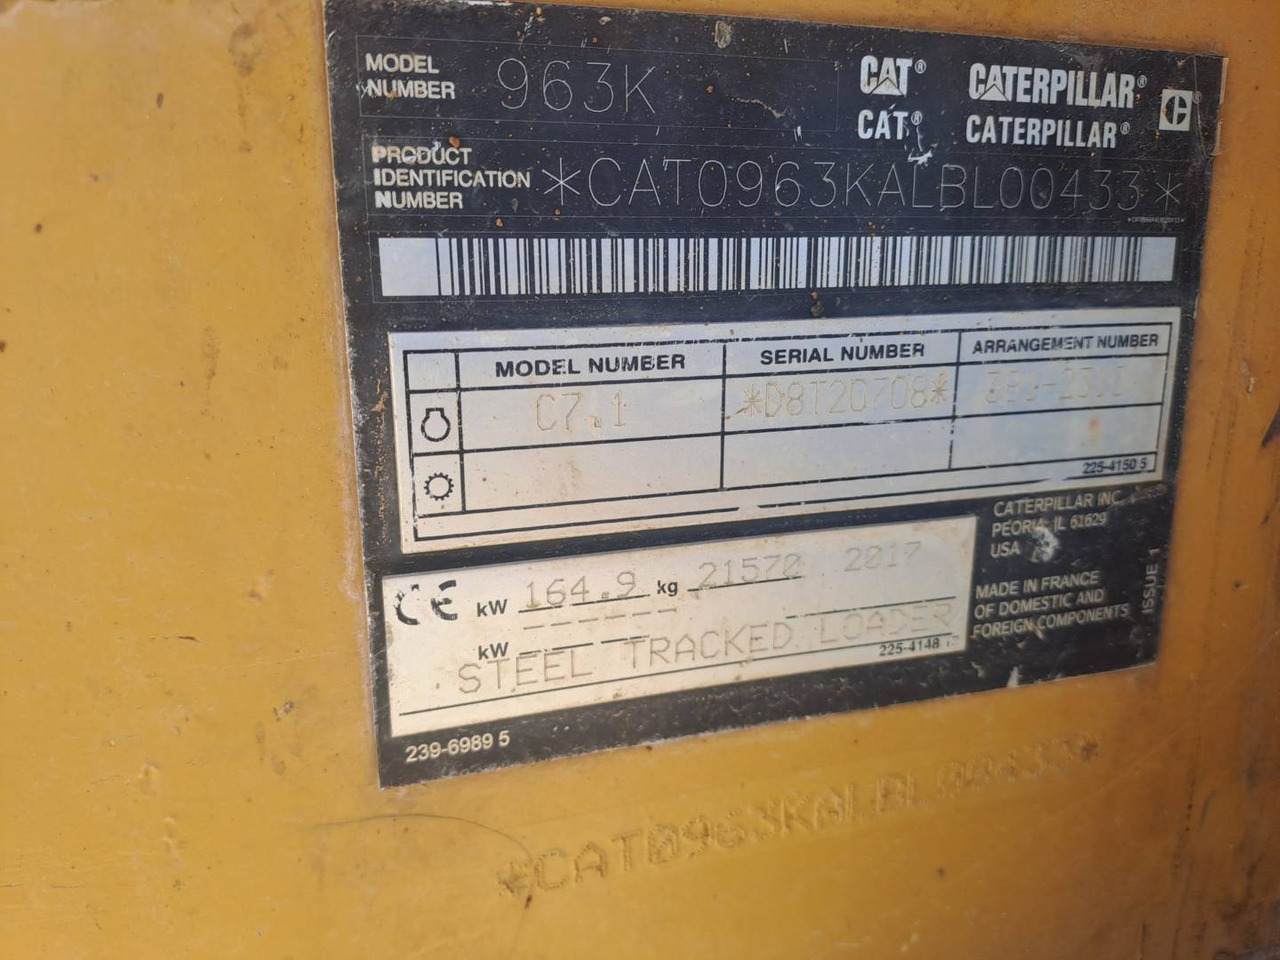 MODEL NUMBER 963K
CAT® CATERPILLAR®
CAT® CATERPILLAR®
PRODUCT IDENTIFICATION NUMBER *CAT0963KALBL00433*
MODEL NUMBER SERIAL NUMBER ARRANGEMENT NUMBER
C7.1 *D8T20708*
225-4150 5
CATERPILLAR INC.
PEORIA, IL 61629
USA
CE kW 164.9 kg 21570 2017
kW
STEEL TRACKED LOADER
225-4148
MADE IN FRANCE
OF DOMESTIC AND
FOREIGN COMPONENTS
ISSUE 1
239-6989 5
*CAT0963KALBL00433*